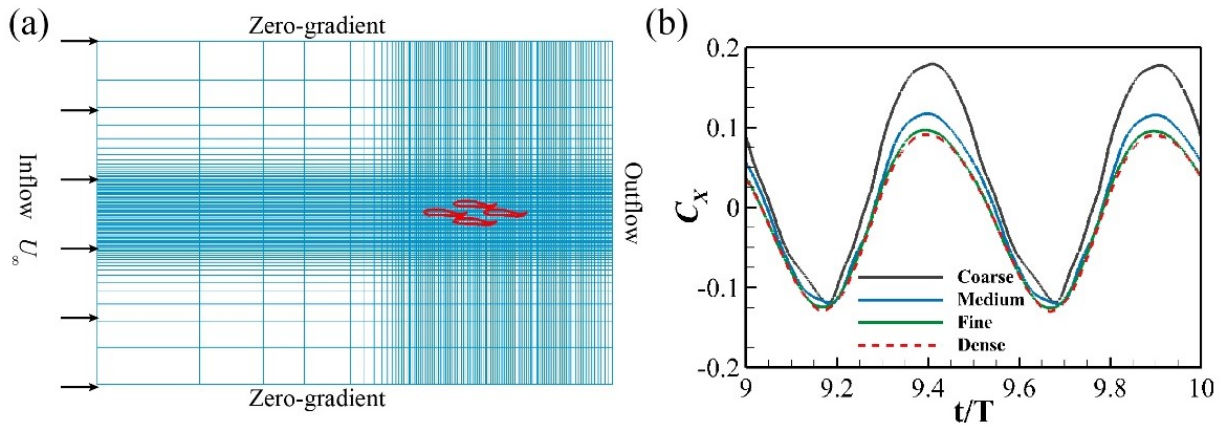 (a)
Zero-gradient
Inflow U∞
Outflow
Zero-gradient
(b)
0.2
0.1
0
-0.1
-0.2
C_X
Coarse
Medium
Fine
Dense
9
9.2
9.4
9.6
9.8
10
t/T